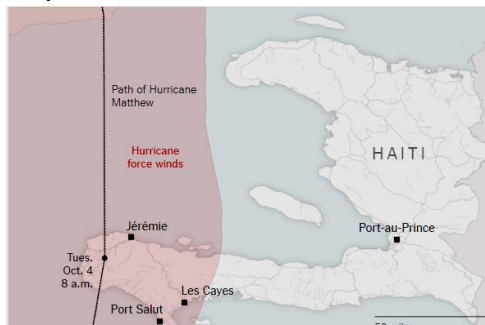 Path of Hurricane
Matthew
Hurricane
force winds
HAITI
Jérémie
Port-au-Prince
Tues.
Oct. 4
8 a.m.
Les Cayes
Port Salut